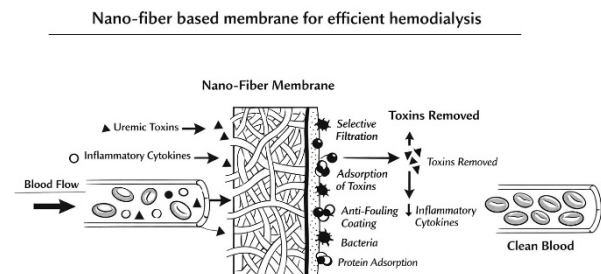 Nano-fiber based membrane for efficient hemodialysis
Nano-Fiber Membrane
Uremic Toxins
Inflammatory Cytokines
Blood Flow
Selective
Filtration
Adsorption
of Toxins
Anti-Fouling
Coating
Bacteria
Protein Adsorption
Toxins Removed
Toxins Removed
Inflammatory
Cytokines
Clean Blood